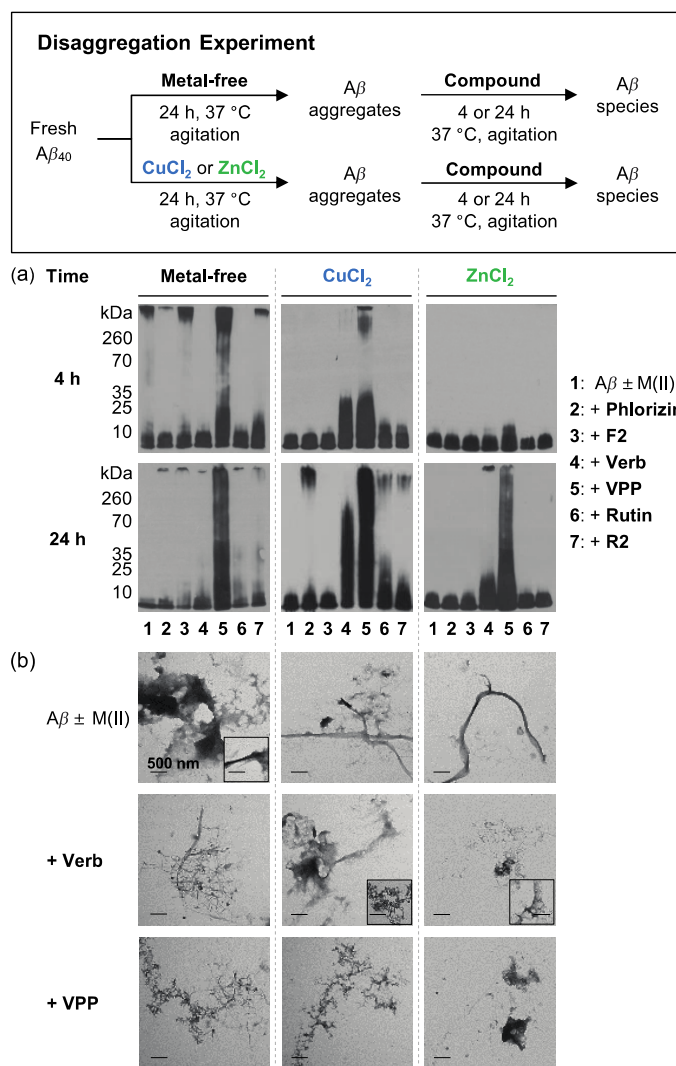 Disaggregation Experiment
Fresh
Aβ40
Metal-free
24 h, 37 °C
agitation
Aβ
aggregates
Compound
4 or 24 h
37 °C, agitation
Aβ
species
CuCl2 or ZnCl2
24 h, 37 °C
agitation
Aβ
aggregates
Compound
4 or 24 h
37 °C, agitation
Aβ
species
(a) Time Metal-free CuCl2 ZnCl2
4 h
kDa
260
70
35
25
10
24 h
kDa
260
70
35
25
10
1: Aβ ± M(II)
2: + Phlorizin
3: + F2
4: + Verb
5: + VPP
6: + Rutin
7: + R2
1 2 3 4 5 6 7 1 2 3 4 5 6 7 1 2 3 4 5 6 7
(b)
Aβ ± M(II)
500 nm
+ Verb
+ VPP